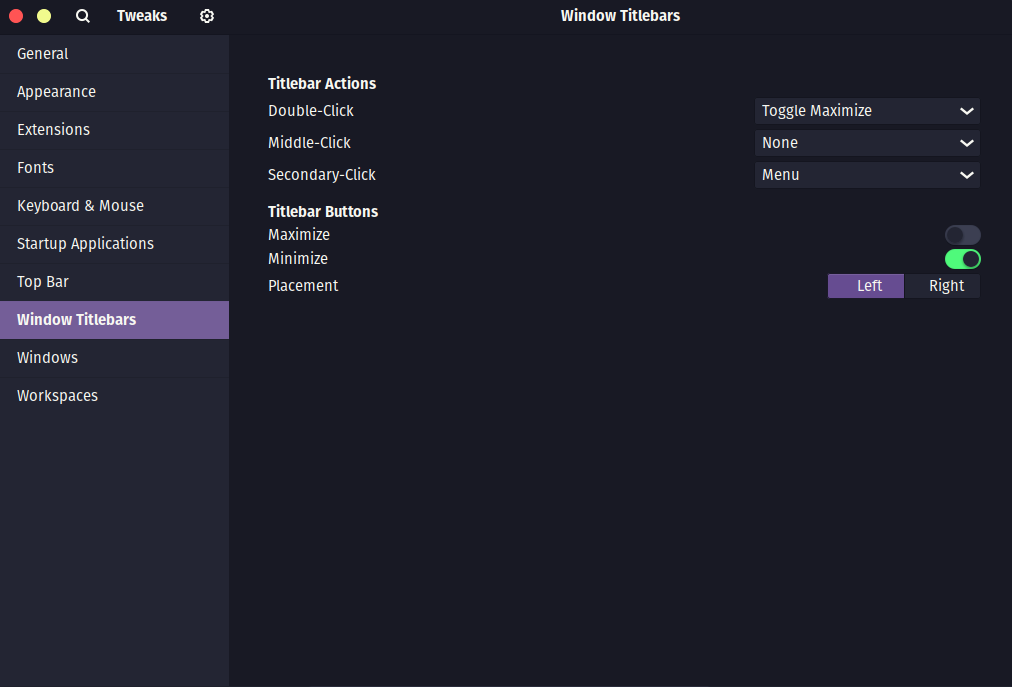 Tweaks
Window Titlebars
General
Appearance
Extensions
Fonts
Keyboard & Mouse
Startup Applications
Top Bar
Window Titlebars
Windows
Workspaces
Titlebar Actions
Double-Click Toggle Maximize
Middle-Click None
Secondary-Click Menu
Titlebar Buttons
Maximize
Minimize
Placement Left Right